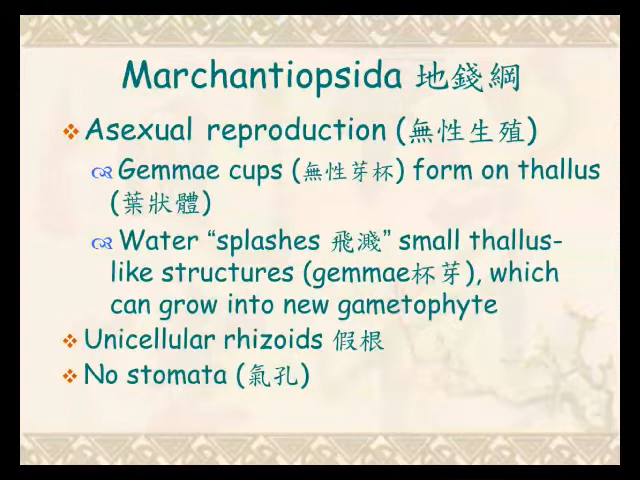 Marchantiopsida 地錢綱
Asexual reproduction (無性生殖)
Gemmae cups (無性芽杯) form on thallus
(葉狀體)
Water “splashes 飛濺” small thallus-
like structures (gemmae杯芽), which
can grow into new gametophyte
Unicellular rhizoids 假根
No stomata (氣孔)